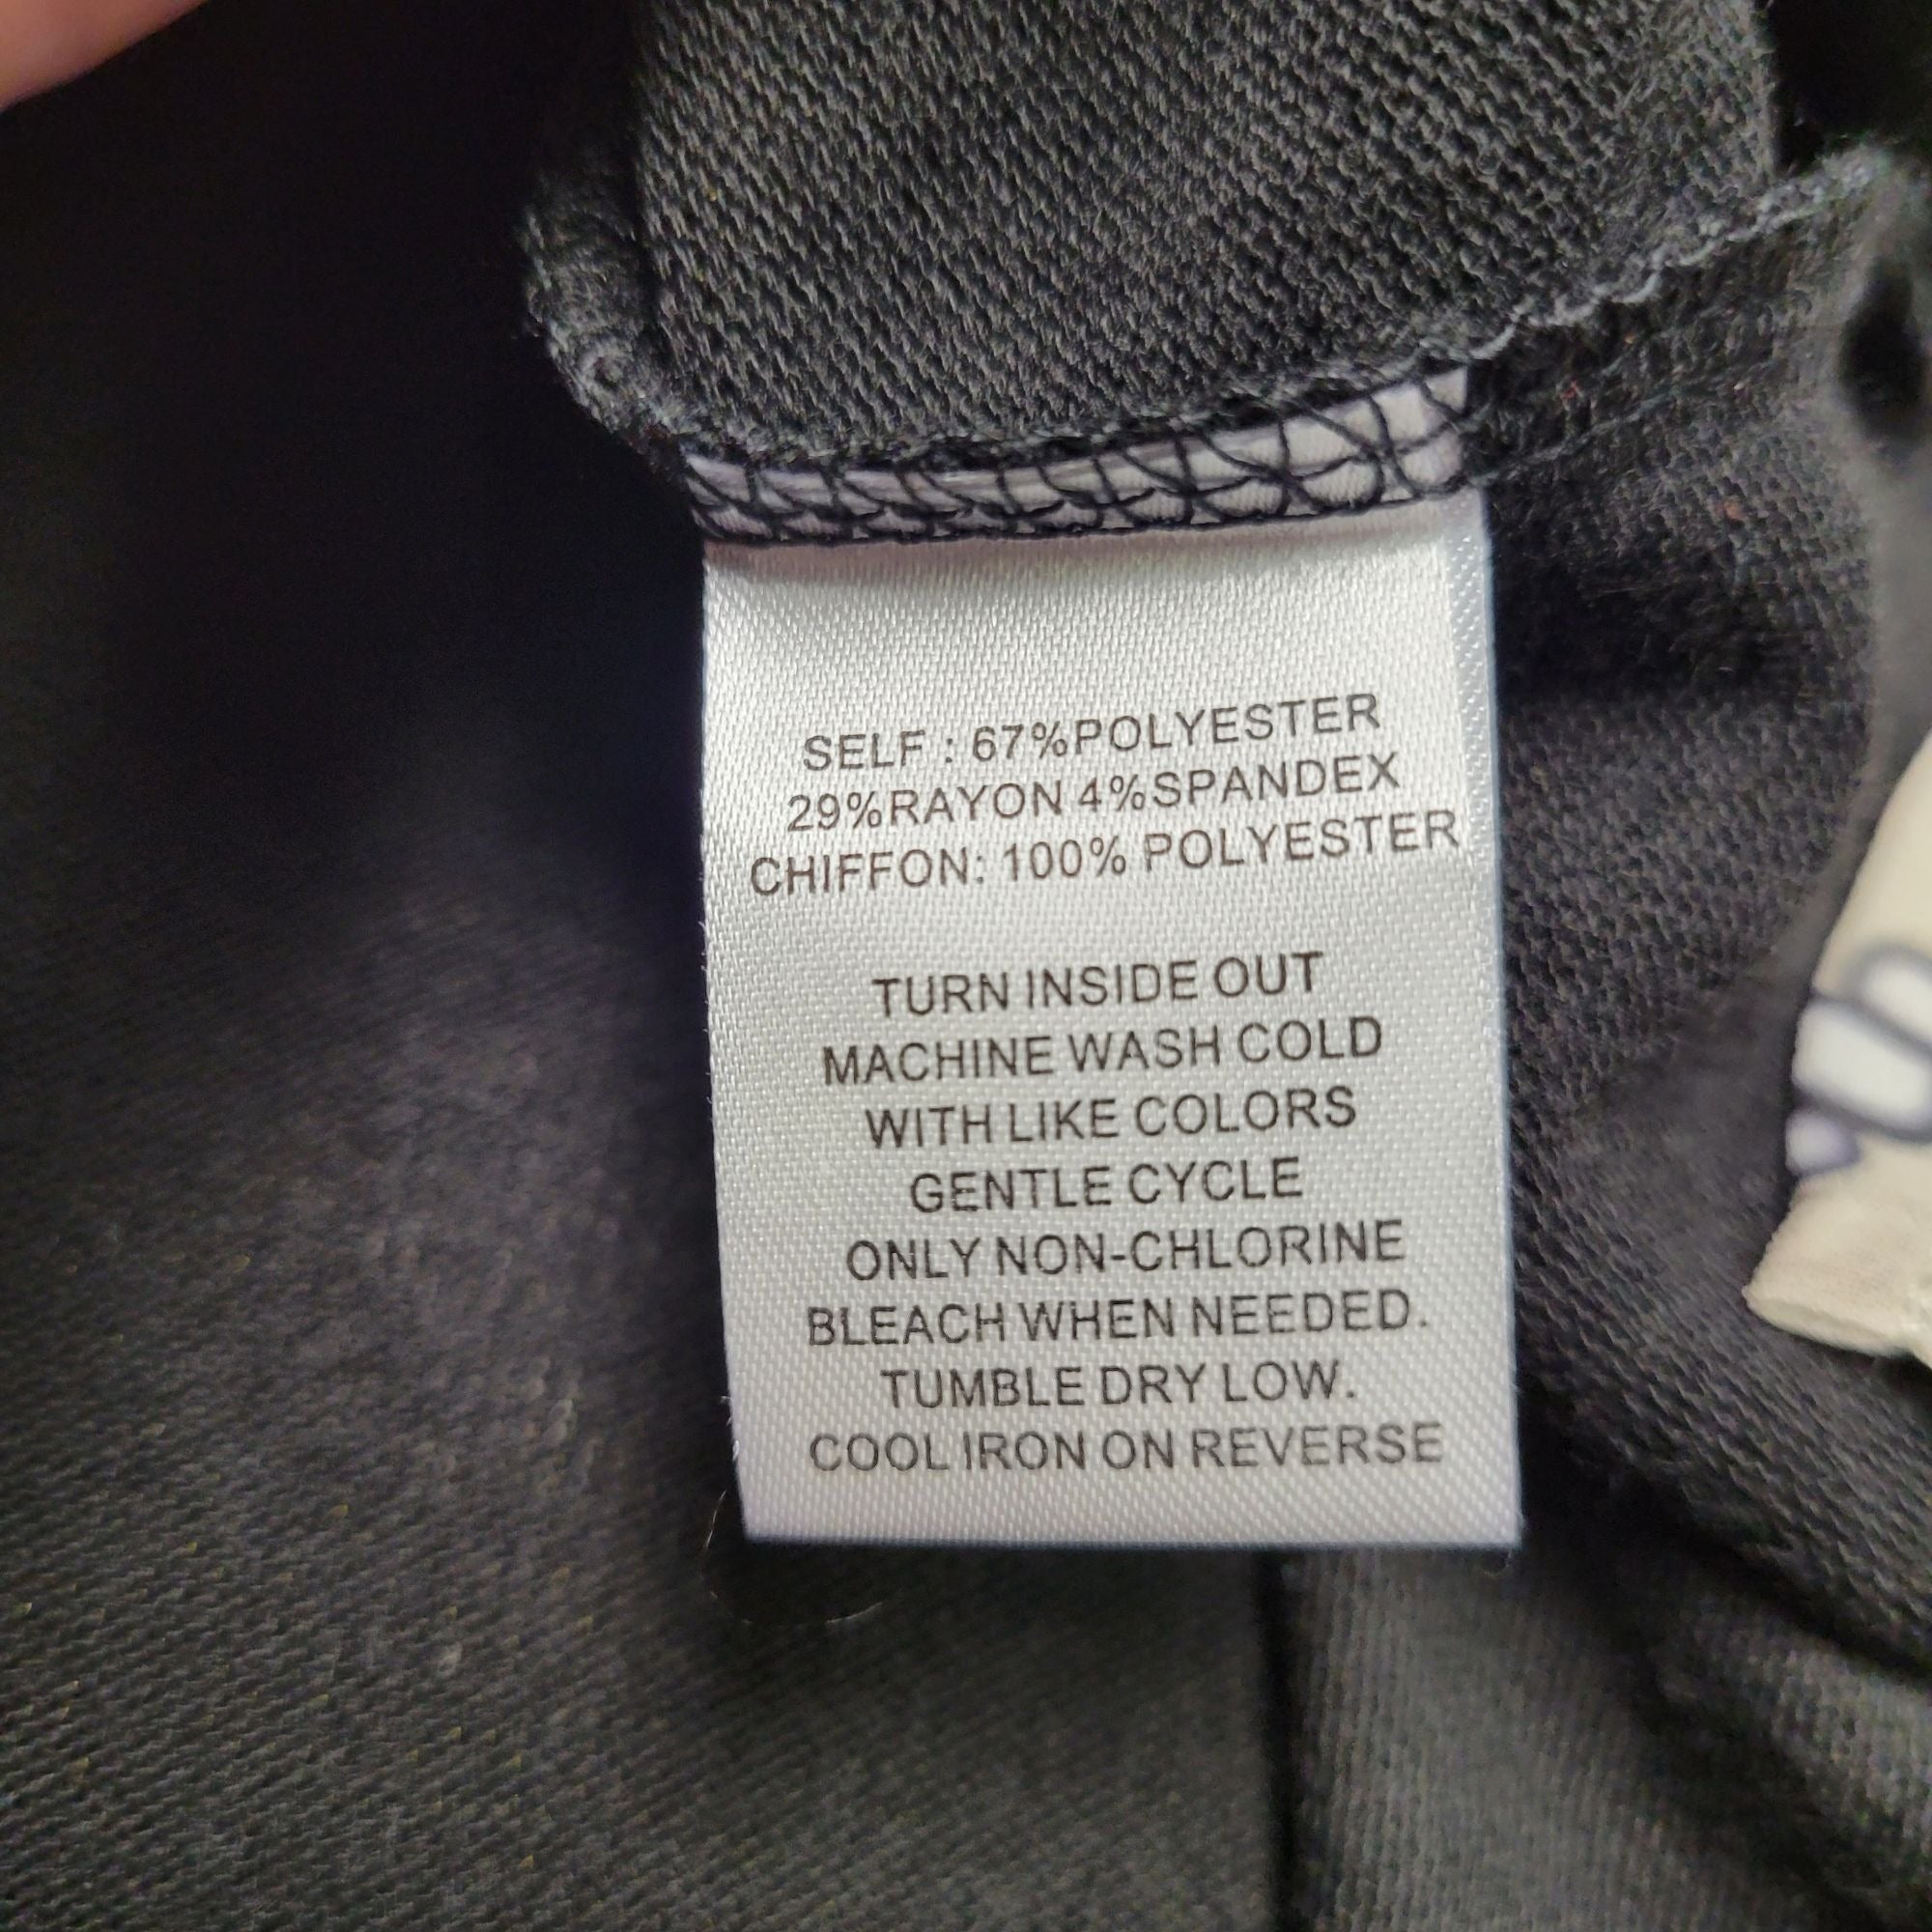 SELF : 67%POLYESTER
29%RAYON 4%SPANDEX
CHIFFON: 100% POLYESTER
TURN INSIDE OUT
MACHINE WASH COLD
WITH LIKE COLORS
GENTLE CYCLE
ONLY NON-CHLORINE
BLEACH WHEN NEEDED.
TUMBLE DRY LOW.
COOL IRON ON REVERSE